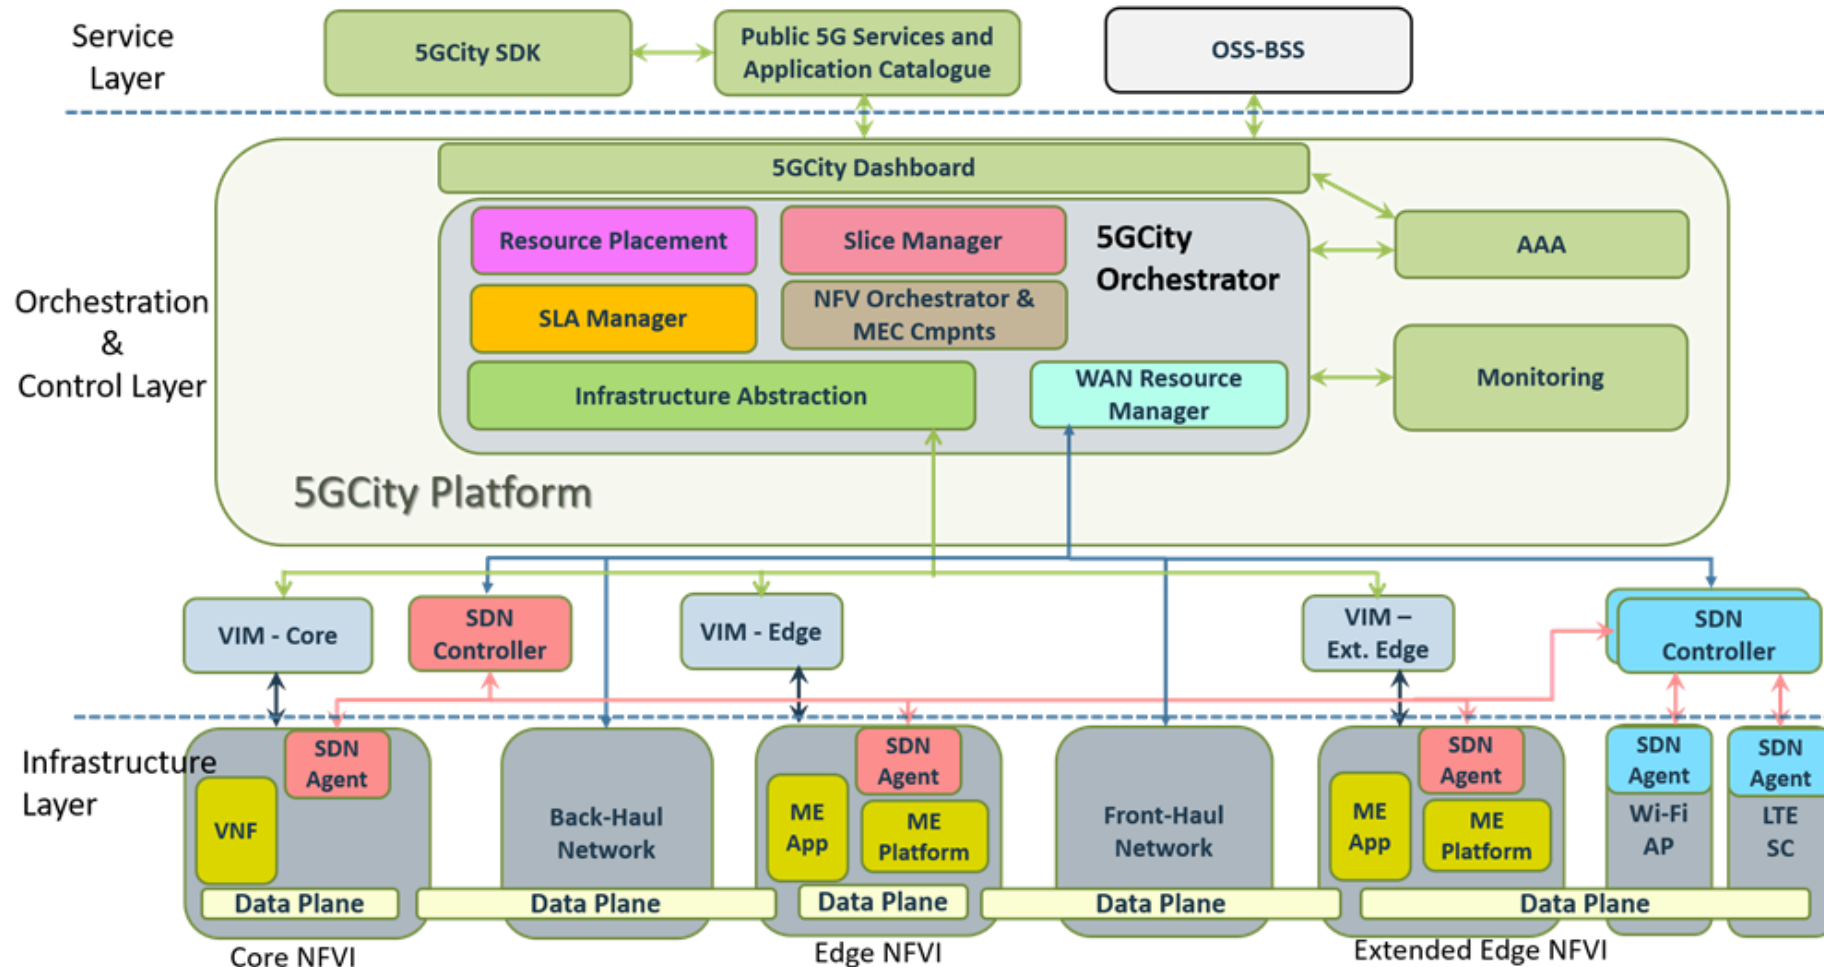 Service
Layer
5GCity SDK
Public 5G Services and
Application Catalogue
OSS-BSS
Orchestration
&
Control Layer
5GCity Dashboard
Resource Placement
Slice Manager
5GCity
Orchestrator
SLA Manager
NFV Orchestrator &
MEC Cmpnts
Infrastructure Abstraction
WAN Resource
Manager
AAA
Monitoring
5GCity Platform
VIM - Core
SDN
Controller
VIM - Edge
VIM –
Ext. Edge
SDN
Controller
Infrastructure
Layer
SDN
Agent
VNF
Data Plane
Core NFVI
Back-Haul
Network
Data Plane
SDN
Agent
ME
App
ME
Platform
Data Plane
Edge NFVI
Front-Haul
Network
Data Plane
SDN
Agent
ME
App
ME
Platform
SDN
Agent
Wi-Fi
AP
SDN
Agent
LTE
SC
Data Plane
Extended Edge NFVI